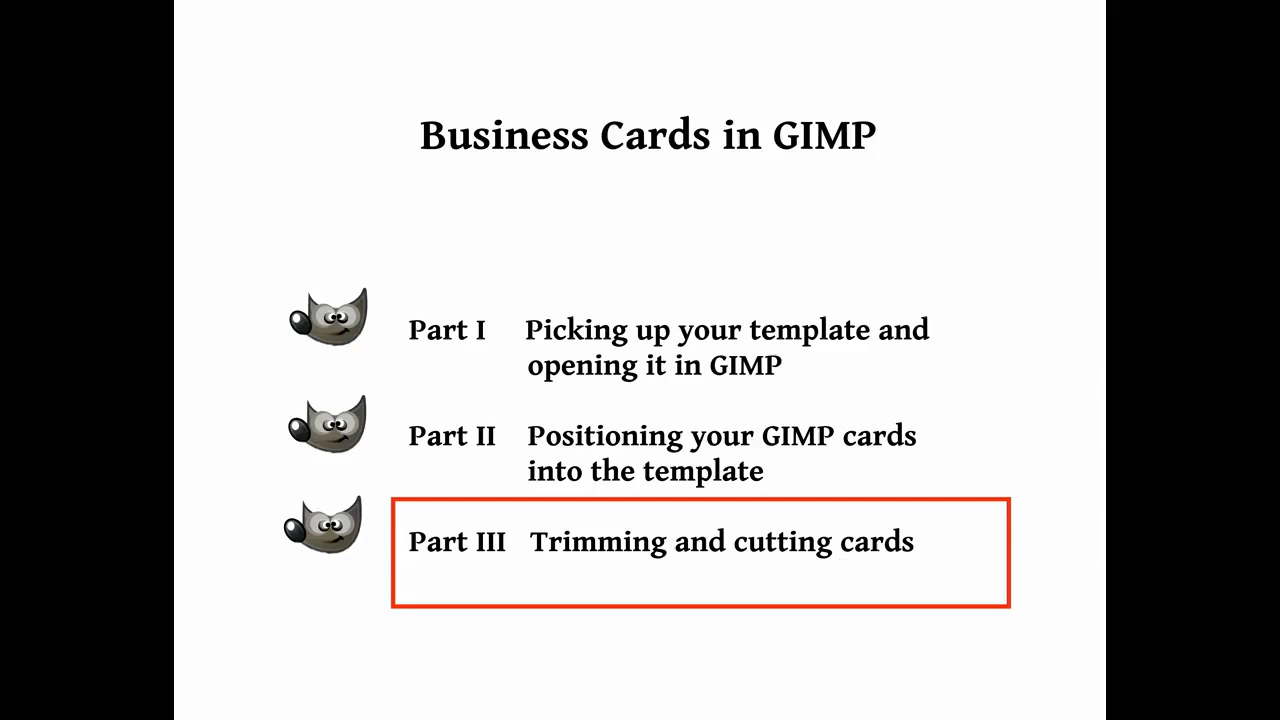 Business Cards in GIMP
Part I Picking up your template and
opening it in GIMP
Part II Positioning your GIMP cards
into the template
Part III Trimming and cutting cards